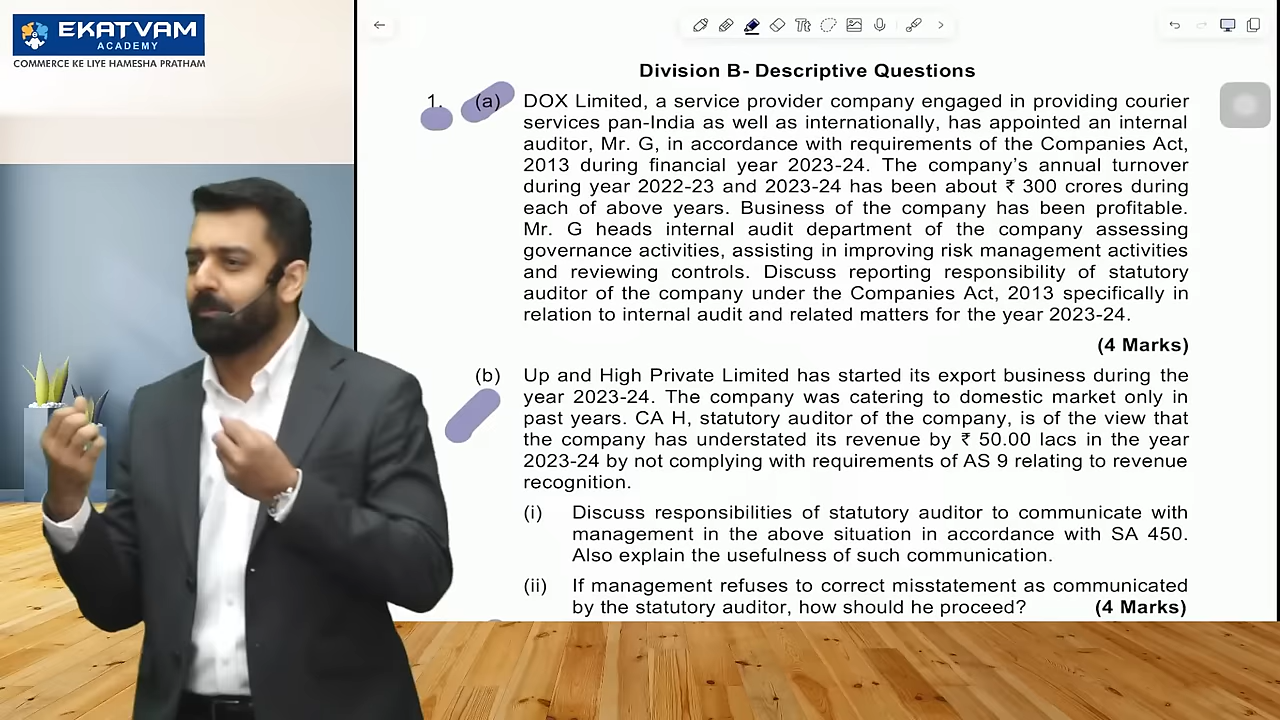 EKATVAM
ACADEMY
COMMERCE KE LIYE HAMESHA PRATHAM
Tt
Division B- Descriptive Questions
1. (a) DOX Limited, a service provider company engaged in providing courier
services pan-India as well as internationally, has appointed an internal
auditor, Mr. G, in accordance with requirements of the Companies Act,
2013 during financial year 2023-24. The company's annual turnover
during year 2022-23 and 2023-24 has been about ₹ 300 crores during
each of above years. Business of the company has been profitable.
Mr. G heads internal audit department of the company assessing
governance activities, assisting in improving risk management activities
and reviewing controls. Discuss reporting responsibility of statutory
auditor of the company under the Companies Act, 2013 specifically in
relation to internal audit and related matters for the year 2023-24.
(4 Marks)
(b) Up and High Private Limited has started its export business during the
year 2023-24. The company was catering to domestic market only in
past years. CA H, statutory auditor of the company, is of the view that
the company has understated its revenue by ₹ 50.00 lacs in the year
2023-24 by not complying with requirements of AS 9 relating to revenue
recognition.
(i) Discuss responsibilities of statutory auditor to communicate with
management in the above situation in accordance with SA 450.
Also explain the usefulness of such communication.
(ii) If management refuses to correct misstatement as communicated
by the statutory auditor, how should he proceed? (4 Marks)